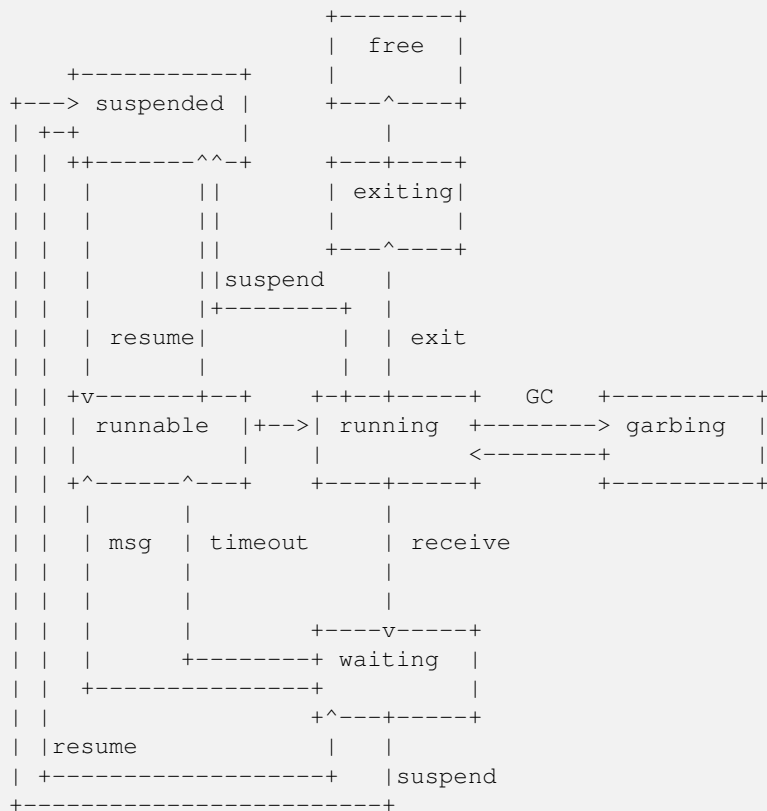 free
suspended
exiting
suspend
resume exit
GC
runnable running garbing
msg timeout receive
waiting
resume
suspend